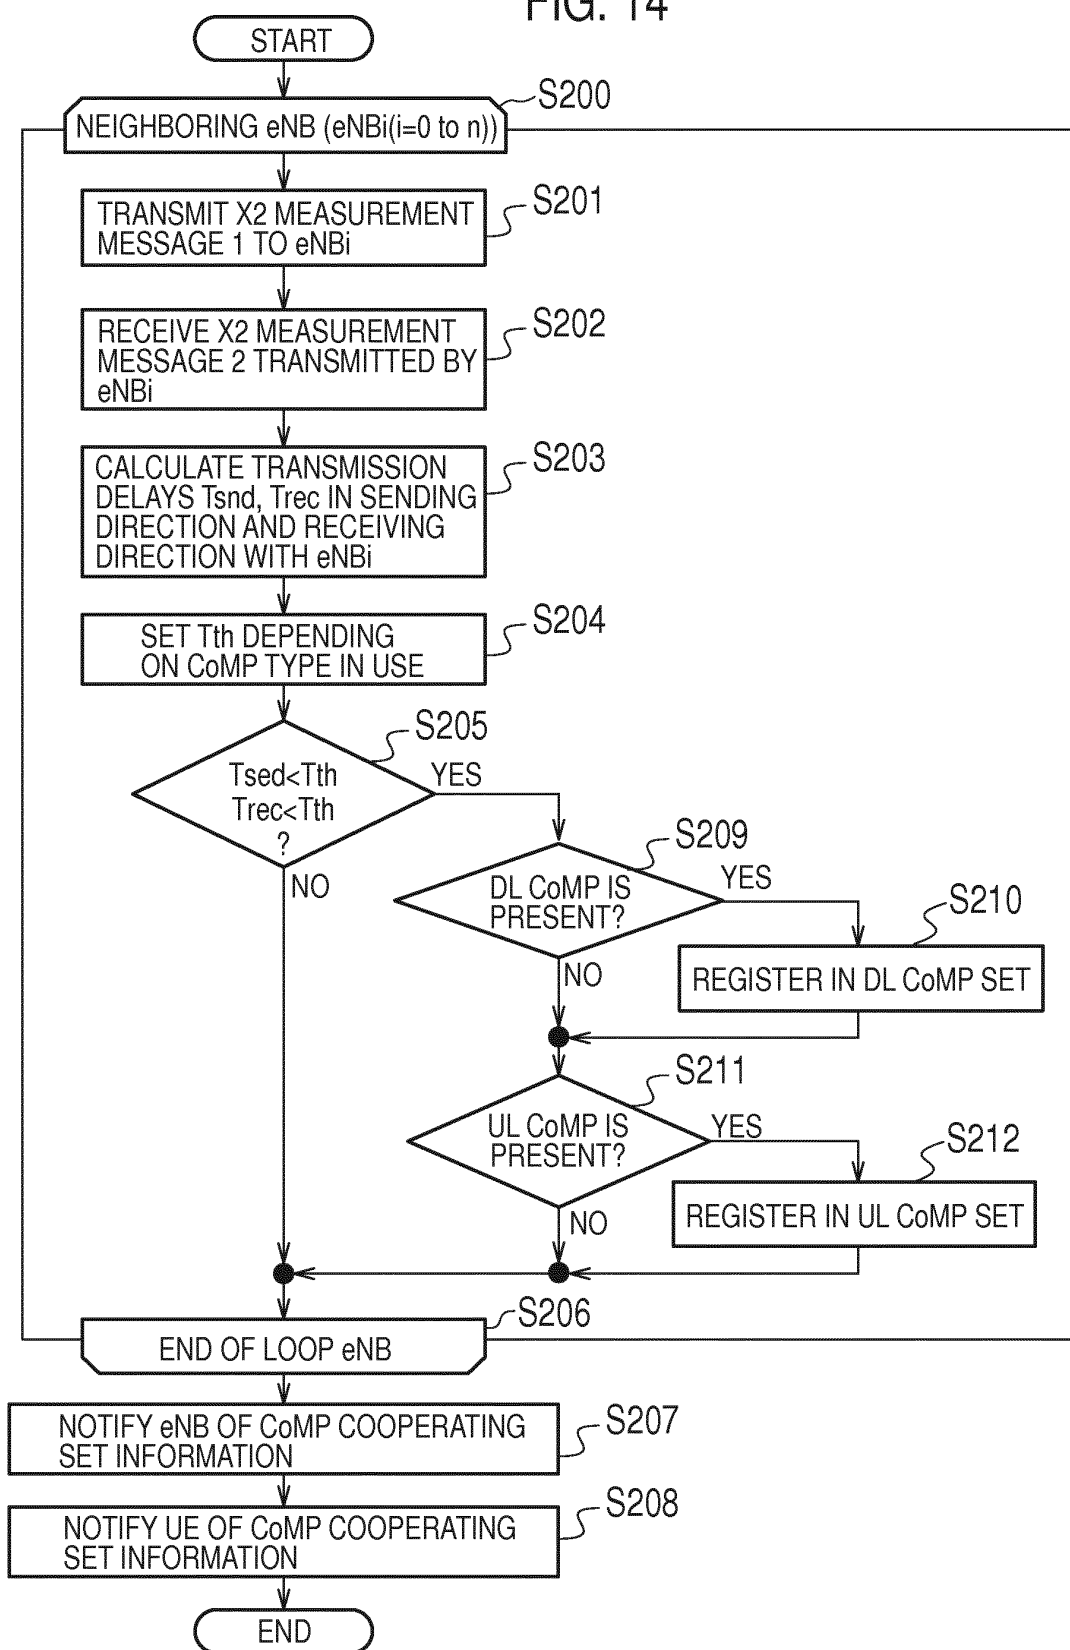 FIG. 14
START
S200
NEIGHBORING eNB (eNBi(i=0 to n))
S201
TRANSMIT X2 MEASUREMENT
MESSAGE 1 TO eNBi
S202
RECEIVE X2 MEASUREMENT
MESSAGE 2 TRANSMITTED BY
eNBi
S203
CALCULATE TRANSMISSION
DELAYS Tsnd, Trec IN SENDING
DIRECTION AND RECEIVING
DIRECTION WITH eNBi
S204
SET Tth DEPENDING
ON CoMP TYPE IN USE
S205
Tsed<Tth
Trec<Tth
?
YES
NO
S209
DL CoMP IS
PRESENT?
YES
NO
S210
REGISTER IN DL CoMP SET
S211
UL CoMP IS
PRESENT?
YES
NO
S212
REGISTER IN UL CoMP SET
S206
END OF LOOP eNB
S207
NOTIFY eNB OF CoMP COOPERATING
SET INFORMATION
S208
NOTIFY UE OF CoMP COOPERATING
SET INFORMATION
END